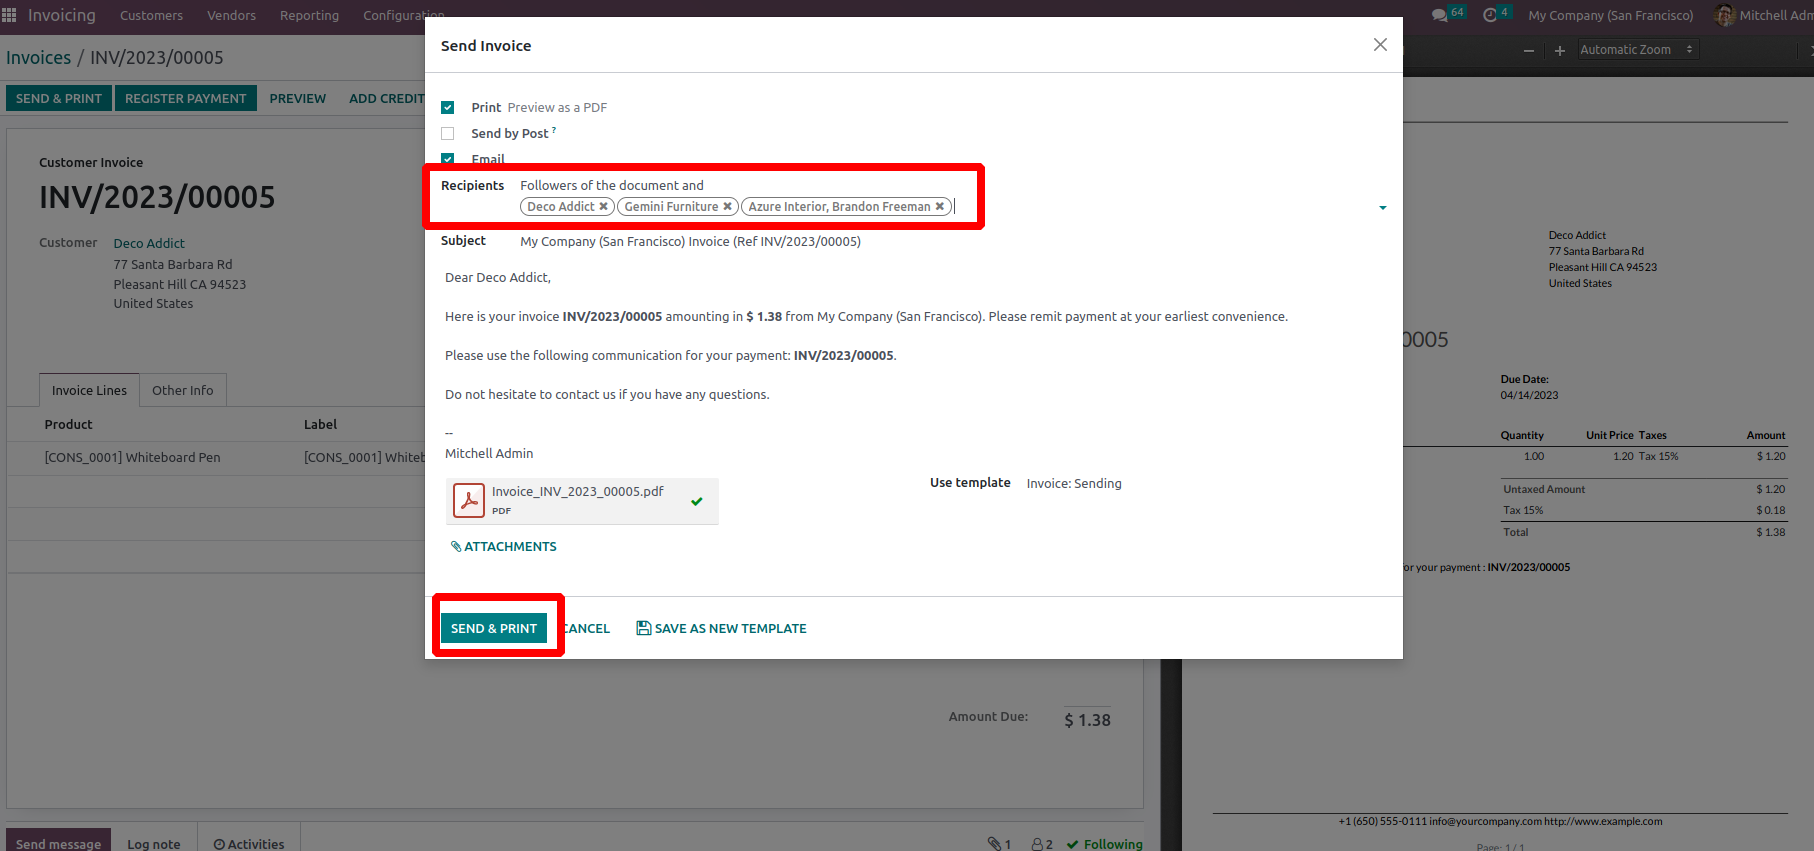 Invoicing Customers Vendors Reporting Configuration 64 4 My Company (San Francisco) Mitchell Adm
Invoices / INV/2023/00005
Automatic Zoom
SEND & PRINT REGISTER PAYMENT PREVIEW ADD CREDIT
Customer Invoice
INV/2023/00005
Customer Deco Addict
77 Santa Barbara Rd
Pleasant Hill CA 94523
United States
Invoice Lines Other Info
Product Label
[CONS_0001] Whiteboard Pen [CONS_0001] Whiteb
Amount Due: $ 1.38
Send message Log note Activities 1 2 Following
Send Invoice
Print Preview as a PDF
Send by Post ?
Email
Recipients Followers of the document and
Deco Addict Gemini Furniture Azure Interior, Brandon Freeman
Subject My Company (San Francisco) Invoice (Ref INV/2023/00005)
Dear Deco Addict,
Here is your invoice INV/2023/00005 amounting in $ 1.38 from My Company (San Francisco). Please remit payment at your earliest convenience.
Please use the following communication for your payment: INV/2023/00005.
Do not hesitate to contact us if you have any questions.
--
Mitchell Admin
Invoice_INV_2023_00005.pdf
PDF
Use template Invoice: Sending
ATTACHMENTS
SEND & PRINT CANCEL SAVE AS NEW TEMPLATE
Deco Addict
77 Santa Barbara Rd
Pleasant Hill CA 94523
United States
0005
Due Date:
04/14/2023
Quantity Unit Price Taxes Amount
1.00 1.20 Tax 15% $ 1.20
Untaxed Amount $ 1.20
Tax 15% $ 0.18
Total $ 1.38
for your payment : INV/2023/00005
+1 (650) 555-0111 info@yourcompany.com http://www.example.com
Page: 1 / 1